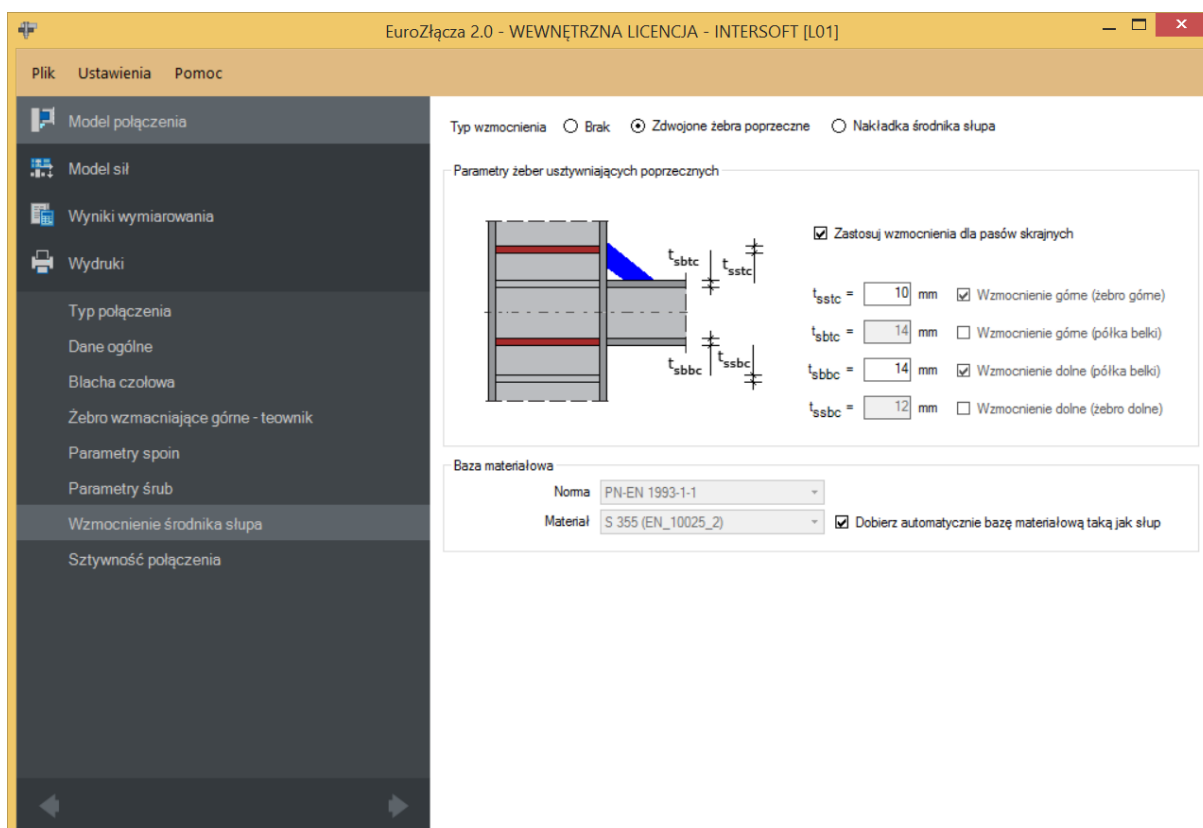 EuroZłącza 2.0 - WEWNĘTRZNA LICENCJA - INTERSOFT [L01]
Plik Ustawienia Pomoc
Model połączenia
Model sił
Wyniki wymiarowania
Wydruki
Typ połączenia
Dane ogólne
Blacha czołowa
Żebro wzmacniające górne - teownik
Parametry spoin
Parametry śrub
Wzmocnienie środnika słupa
Sztywność połączenia
Typ wzmocnienia Brak Zdwojone żebra poprzeczne Nakładka środnika słupa
Parametry żeber usztywniających poprzecznych
tsbtc tsstc
tsbbc tssbc
Zastosuj wzmocnienia dla pasów skrajnych
tsstc = 10 mm Wzmocnienie górne (żebro górne)
tsbtc = 14 mm Wzmocnienie górne (półka belki)
tsbbc = 14 mm Wzmocnienie dolne (półka belki)
tssbc = 12 mm Wzmocnienie dolne (żebro dolne)
Baza materiałowa
Norma PN-EN 1993-1-1
Materiał S 355 (EN_10025_2) Dobierz automatycznie bazę materiałową taką jak słup